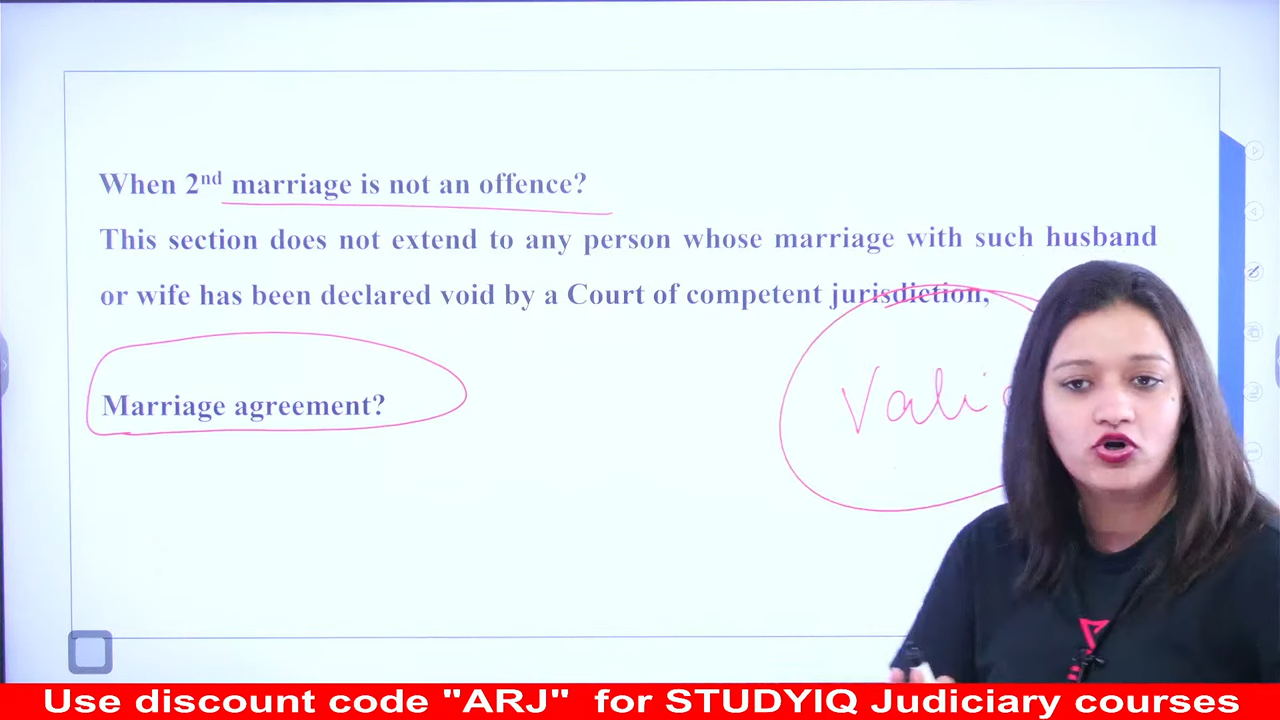 When 2nd marriage is not an offence?
This section does not extend to any person whose marriage with such husband
or wife has been declared void by a Court of competent jurisdiction,
Marriage agreement?
Use discount code "ARJ" for STUDYIQ Judiciary courses